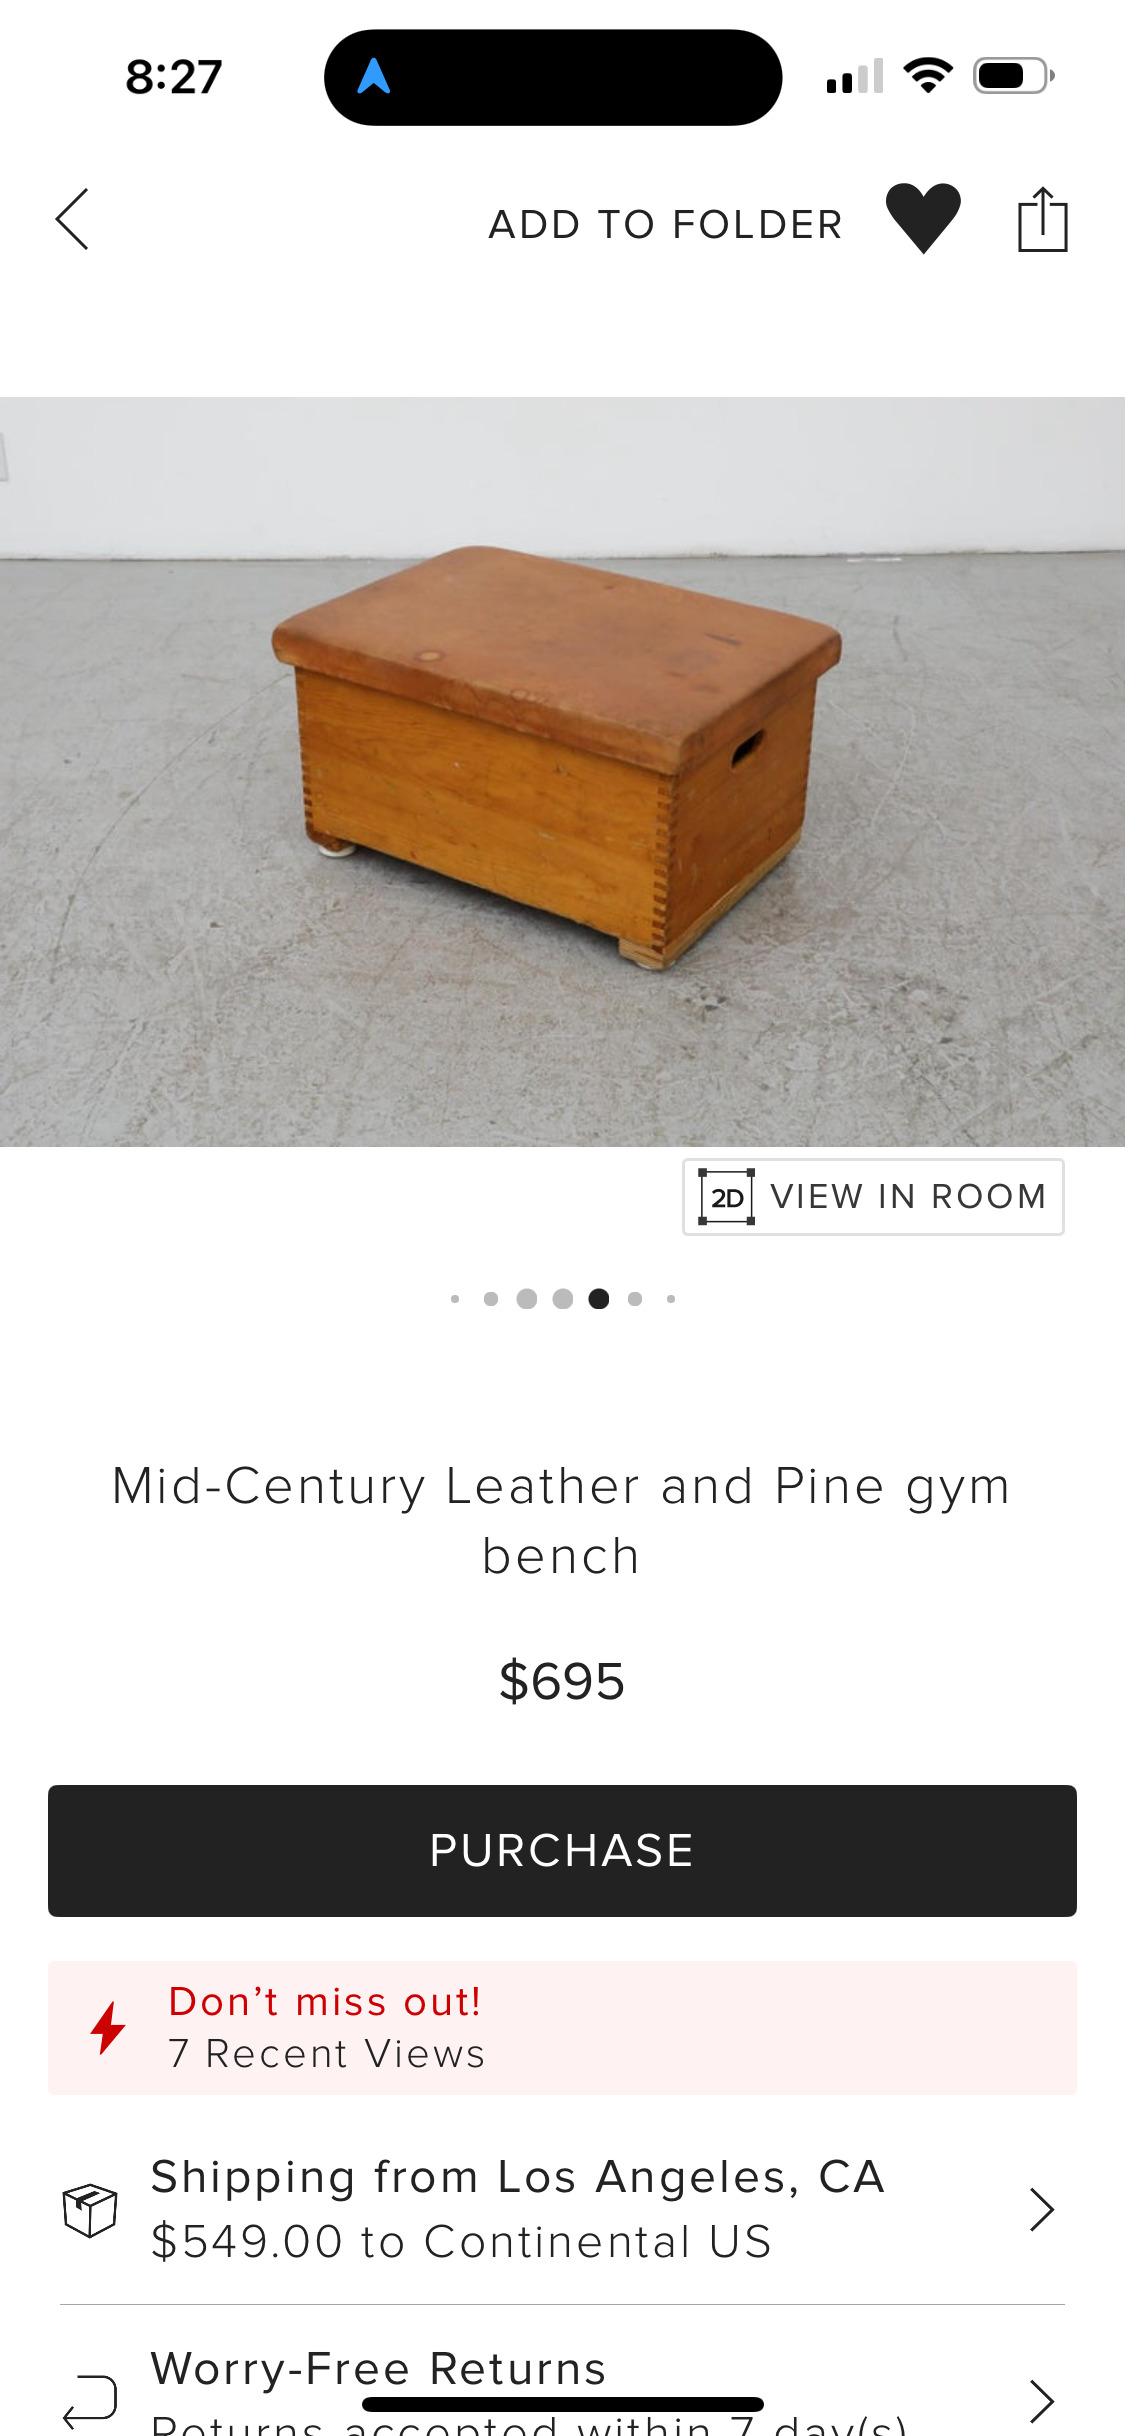 8:27
ADD TO FOLDER
2D VIEW IN ROOM
Mid-Century Leather and Pine gym
bench
$695
PURCHASE
Don’t miss out!
7 Recent Views
Shipping from Los Angeles, CA
$549.00 to Continental US
Worry-Free Returns
Returns accepted within 7 day(s)